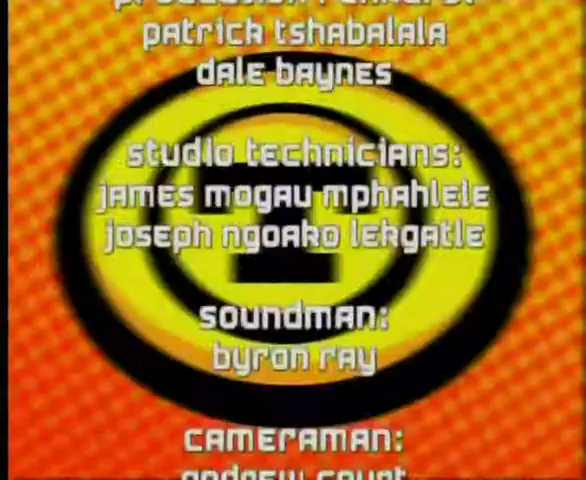 patrick tshabalala
dale baynes
studio technicians:
james mogau mphahlele
joseph ngoako lekgatle
T
soundman:
byron ray
cameraman: